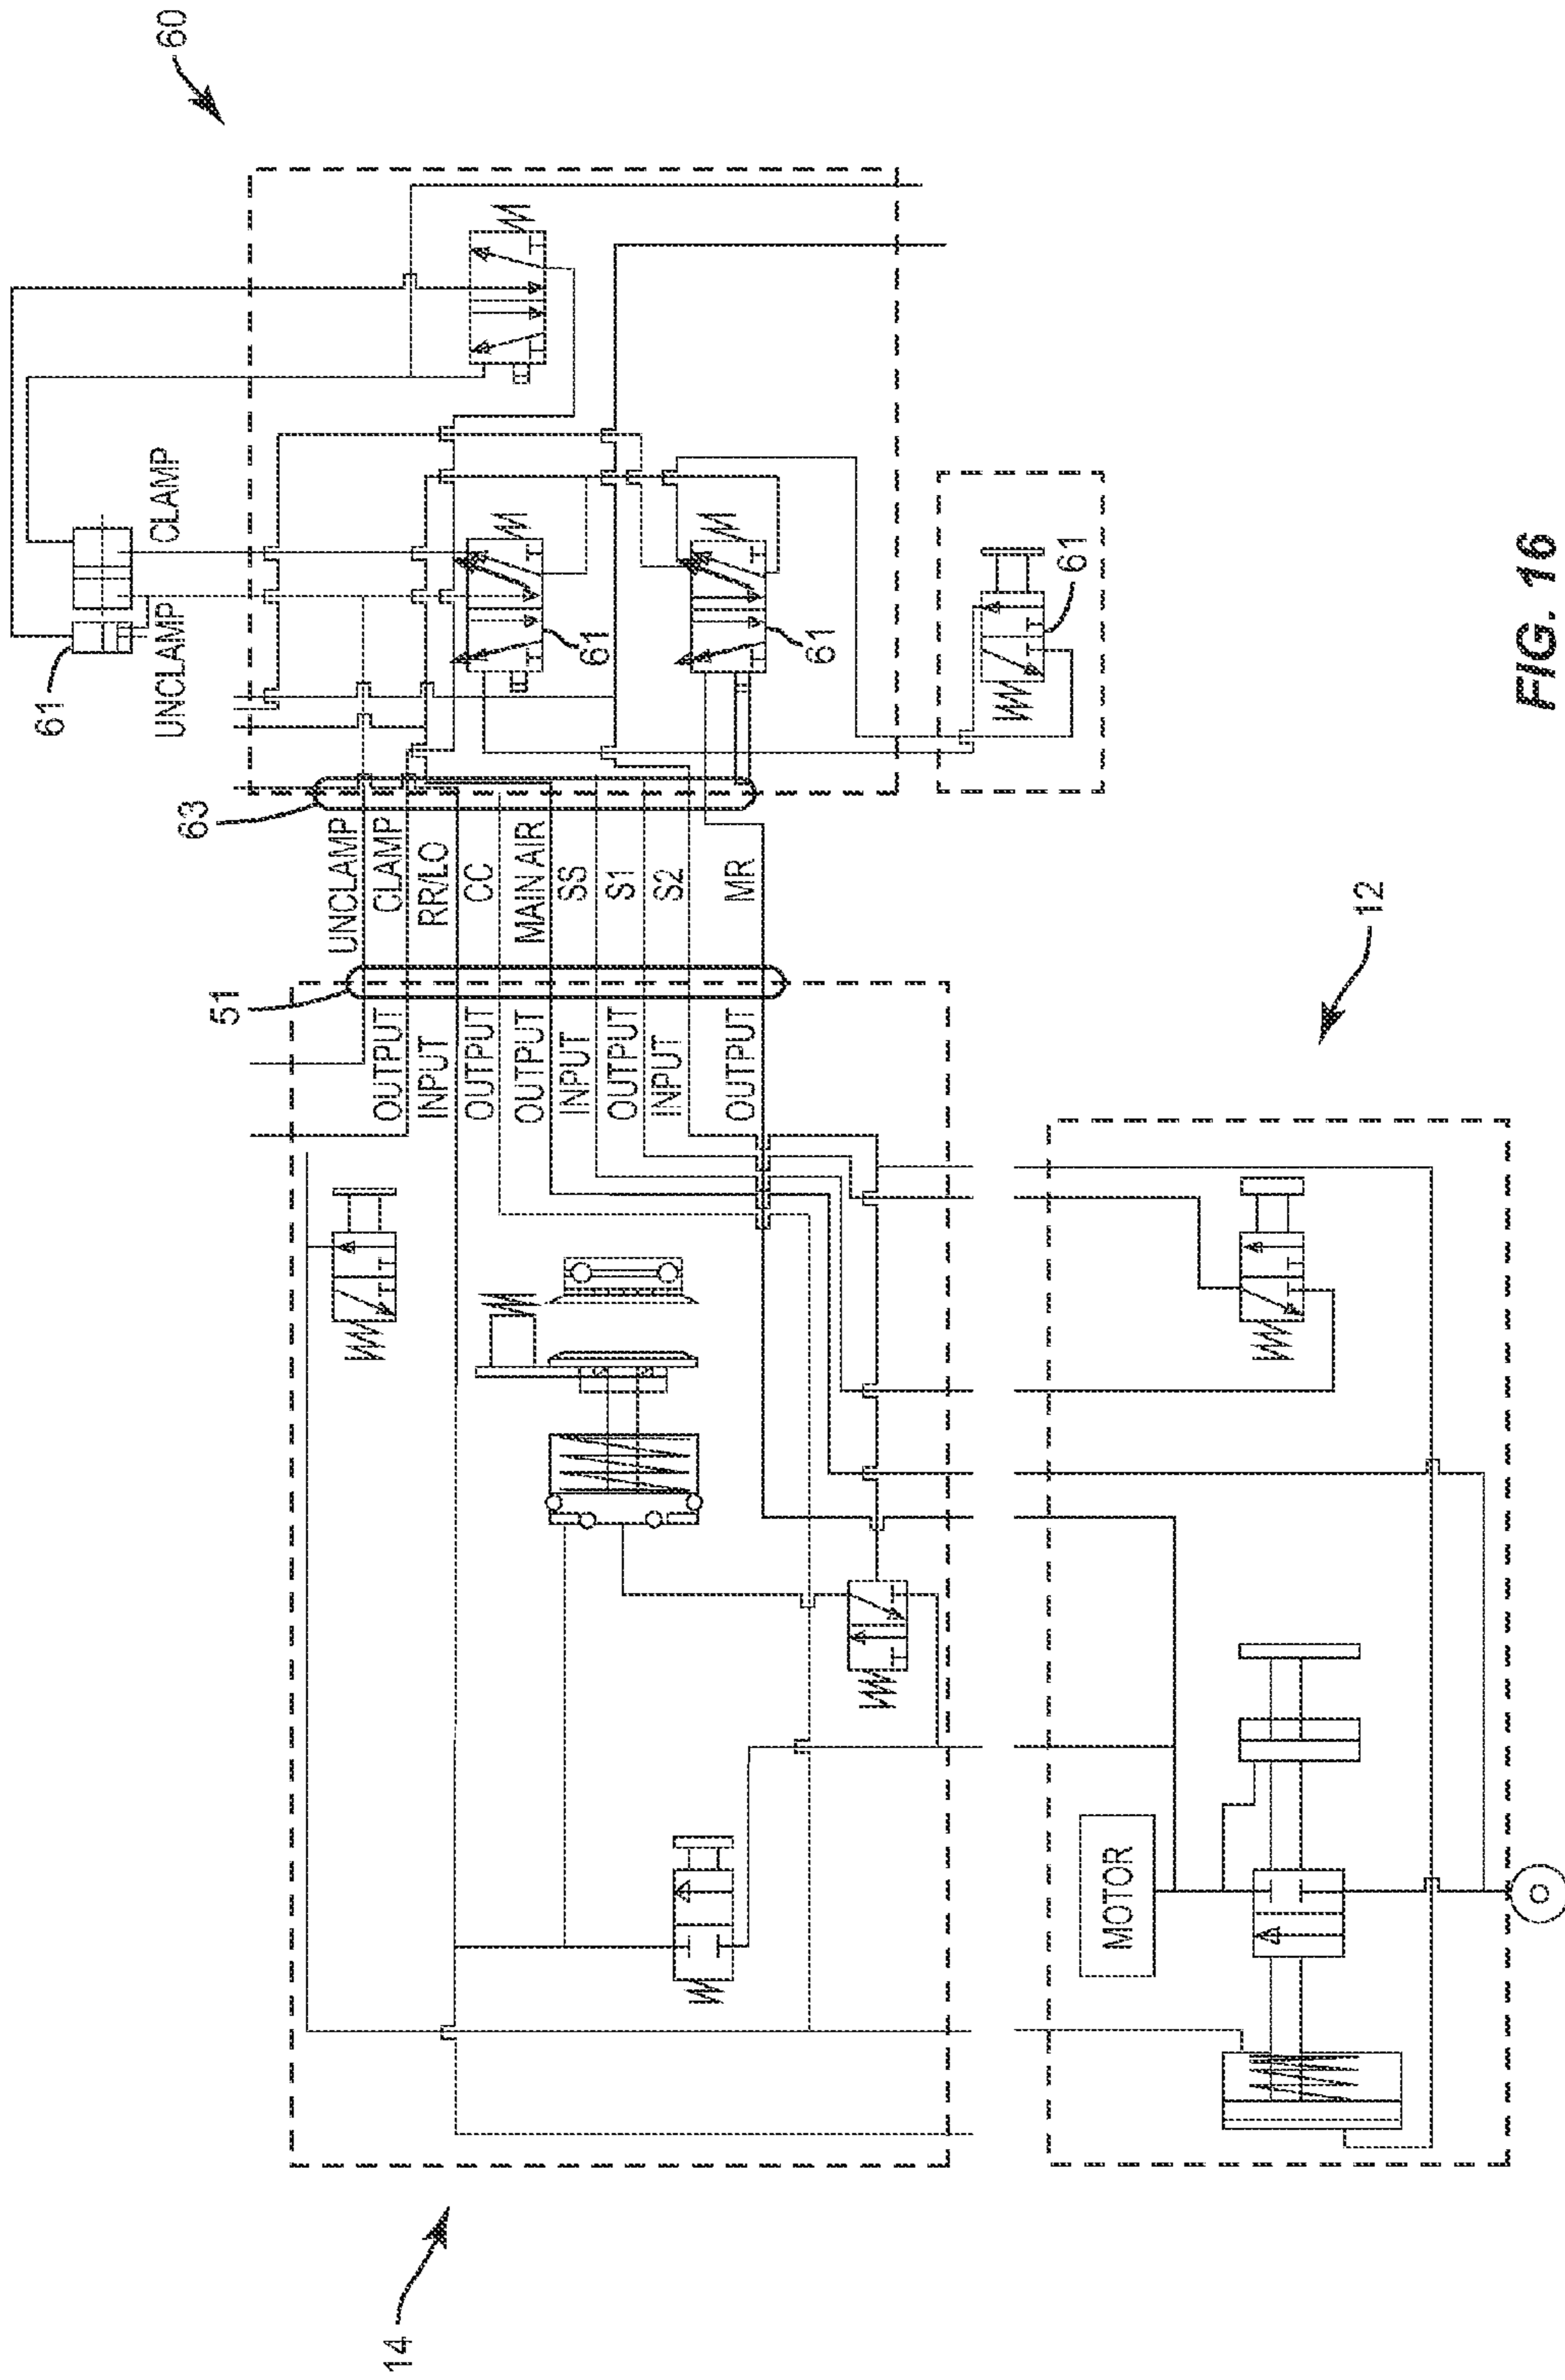 60
61
CLAMP
UNCLAMP
63
51
UNCLAMP
OUTPUT CLAMP
INPUT RR/LO
OUTPUT CC
OUTPUT MAIN AIR
INPUT SS
OUTPUT S1
INPUT S2
OUTPUT MR
14
61
61
61
MOTOR
12
FIG. 16